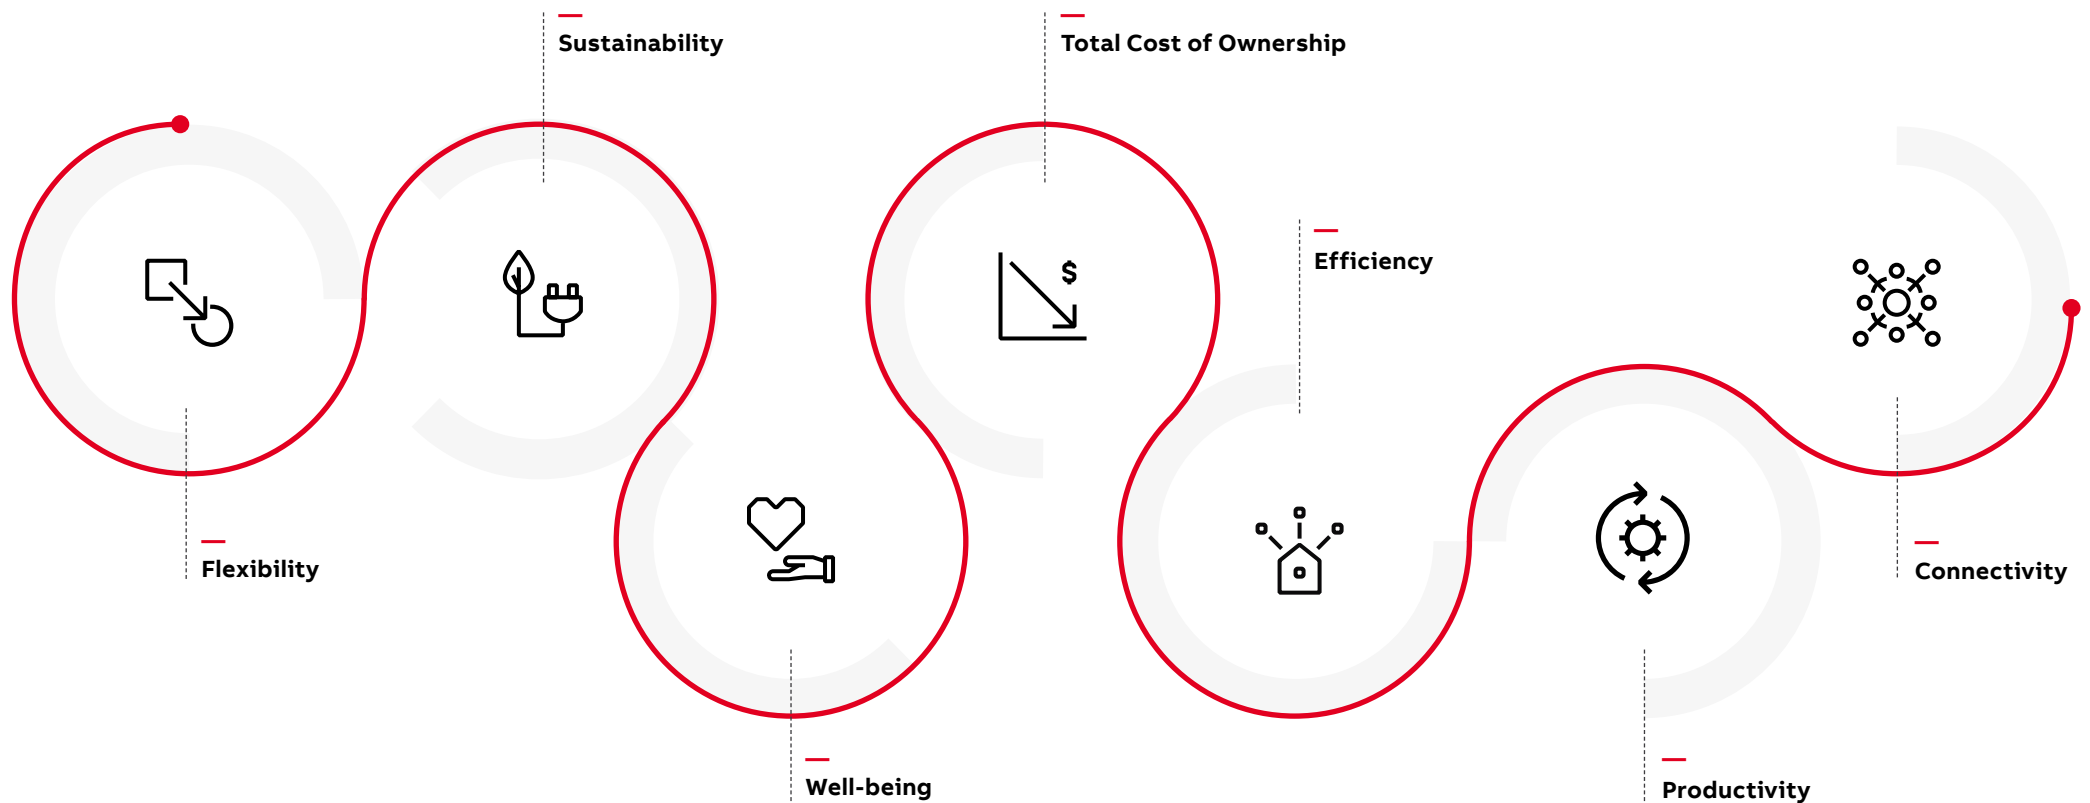 Sustainability
Total Cost of Ownership
Efficiency
$
Flexibility
Connectivity
Well-being
Productivity